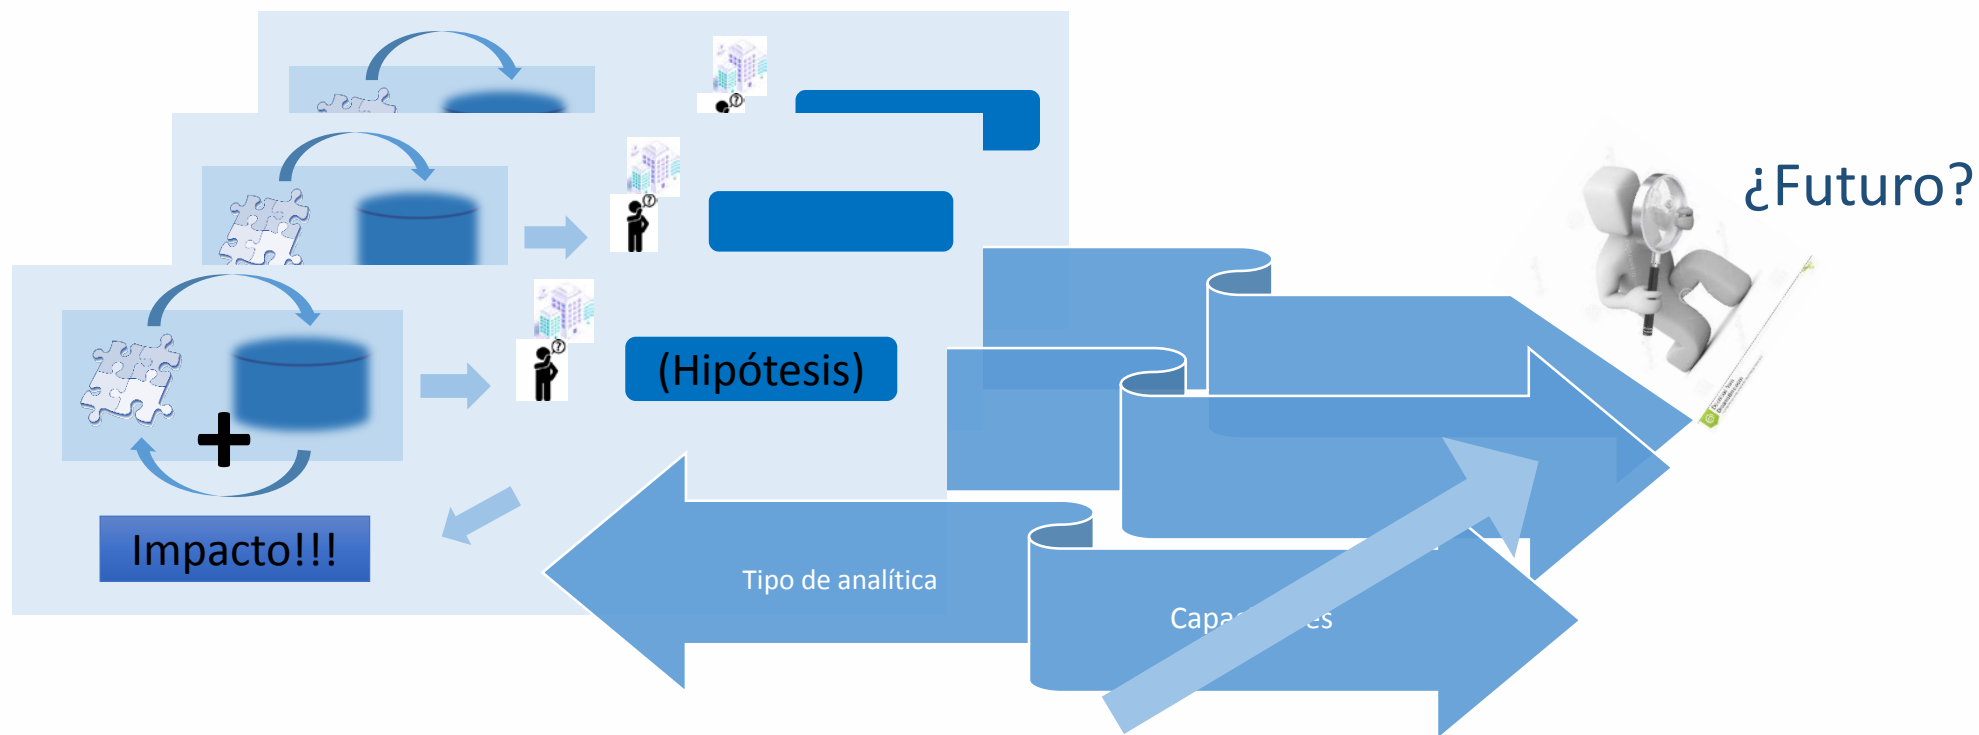 ¿Futuro?
(Hipótesis)
Impacto!!!
Tipo de analítica